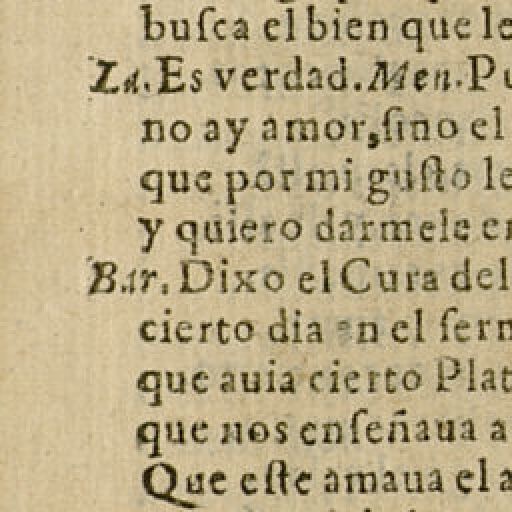 buſca el bien que le
La. Es verdad. Men. Pu
no ay amor, ſino el
que por mi guſto le
y quiero darmele en
Bar. Dixo el Cura del
cierto dia en el ſerm
que auia cierto Plat
que nos enſeñaua a
Que eſte amaua el a